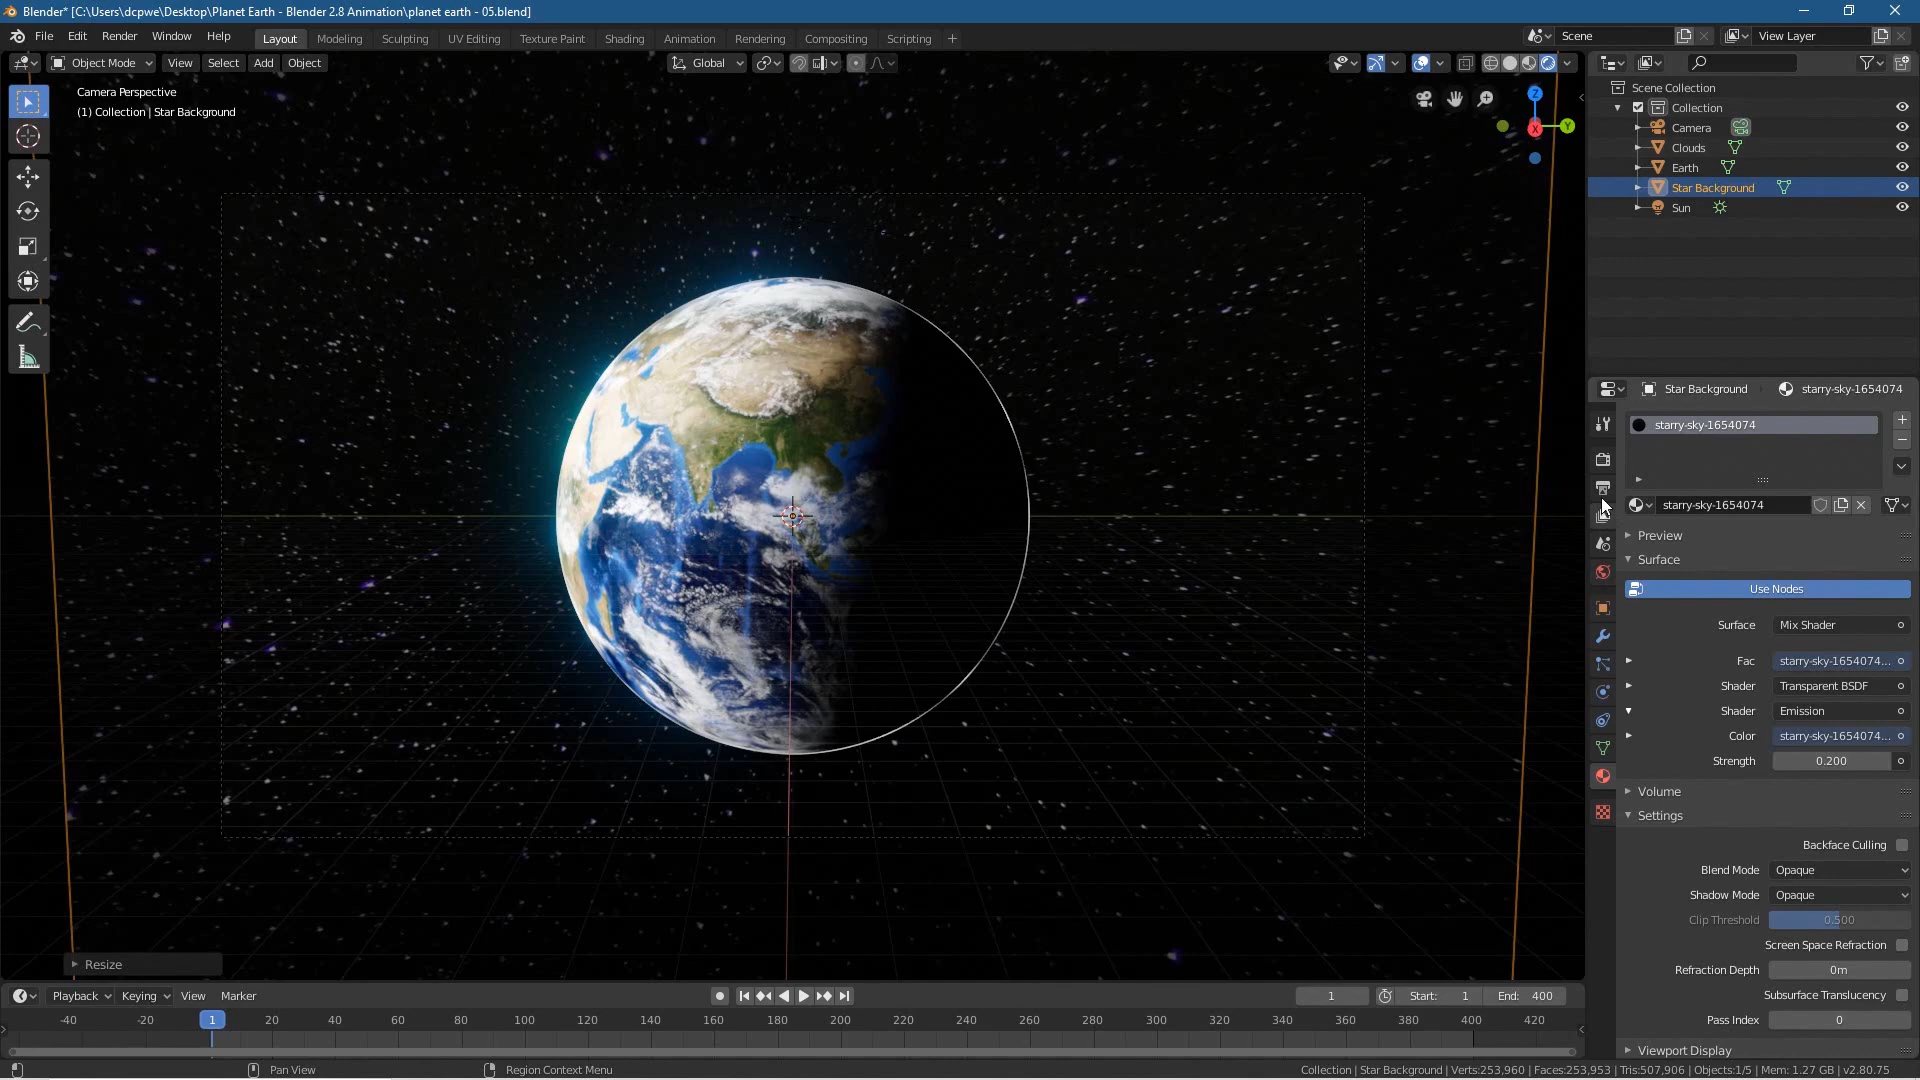 Blender* [C:\Users\dcpwe\Desktop\Planet Earth - Blender 2.8 Animation\planet earth - 05.blend]
File Edit Render Window Help Layout Modeling Sculpting UV Editing Texture Paint Shading Animation Rendering Compositing Scripting + Scene View Layer
Object Mode View Select Add Object Global
Camera Perspective
(1) Collection | Star Background
Z
X
Y
Scene Collection
Collection
Camera
Clouds
Earth
Star Background
Sun
Star Background starry-sky-1654074
starry-sky-1654074
starry-sky-1654074
Preview
Surface
Use Nodes
Surface Mix Shader
Fac starry-sky-1654074...
Shader Transparent BSDF
Shader Emission
Color starry-sky-1654074...
Strength 0.200
Volume
Settings
Backface Culling
Blend Mode Opaque
Shadow Mode Opaque
Clip Threshold 0.500
Screen Space Refraction
Refraction Depth 0m
Subsurface Translucency
Pass Index 0
Viewport Display
Resize
Playback Keying View Marker 1 Start: 1 End: 400
-40 -20 1 20 40 60 80 100 120 140 160 180 200 220 240 260 280 300 320 340 360 380 400 420
Pan View Region Context Menu Collection | Star Background | Verts:253,960 | Faces:253,953 | Tris:507,906 | Objects:1/5 | Mem: 1.27 GB | v2.80.75